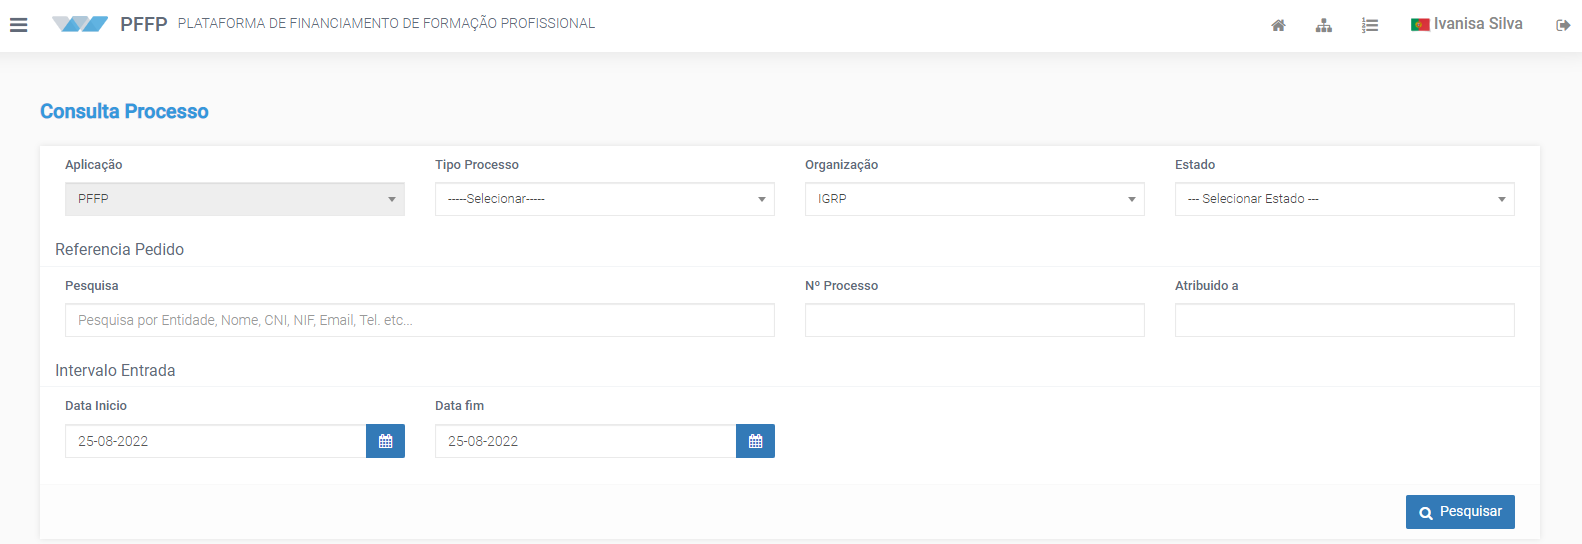 PFFP PLATAFORMA DE FINANCIAMENTO DE FORMAÇÃO PROFISSIONAL Ivanisa Silva
Consulta Processo
Aplicação Tipo Processo Organização Estado
PFFP -----Selecionar----- IGRP --- Selecionar Estado ---
Referencia Pedido
Pesquisa Nº Processo Atribuido a
Pesquisa por Entidade, Nome, CNI, NIF, Email, Tel. etc...
Intervalo Entrada
Data Inicio Data fim
25-08-2022 25-08-2022
Pesquisar